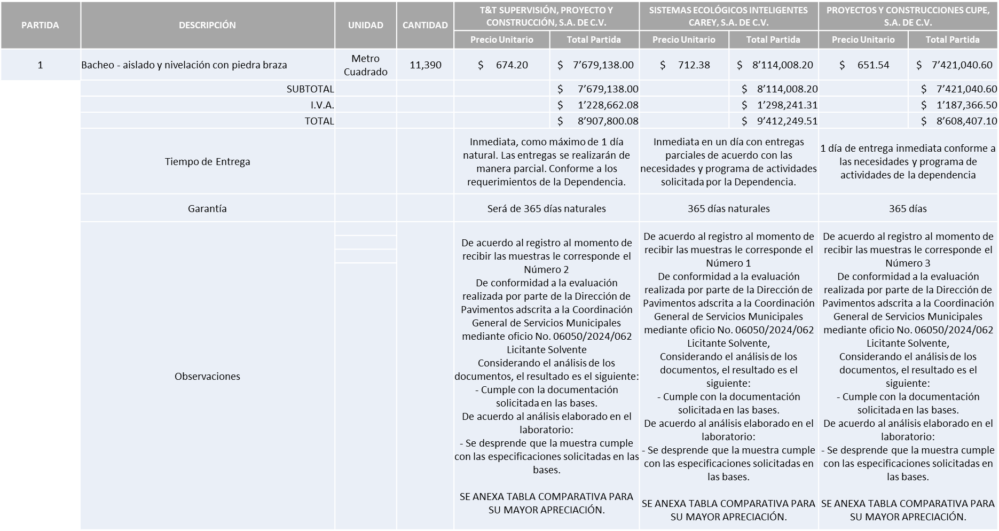 PARTIDA
DESCRIPCIÓN
UNIDAD
CANTIDAD
T&T SUPERVISIÓN, PROYECTO Y
CONSTRUCCIÓN, S.A. DE C.V.
SISTEMAS ECOLÓGICOS INTELIGENTES
CAREY, S.A. DE C.V.
PROYECTOS Y CONSTRUCCIONES CUPE,
S.A. DE C.V.
Precio Unitario
Total Partida
Precio Unitario
Total Partida
Precio Unitario
Total Partida
1
Bacheo - aislado y nivelación con piedra braza
Metro
Cuadrado
11,390
$ 674.20
$ 7’679,138.00
$ 712.38
$ 8’114,008.20
$ 651.54
$ 7’421,040.60
SUBTOTAL
$ 7’679,138.00
$ 8’114,008.20
$ 7’421,040.60
I.V.A.
$ 1’228,662.08
$ 1’298,241.31
$ 1’187,366.50
TOTAL
$ 8’907,800.08
$ 9’412,249.51
$ 8’608,407.10
Tiempo de Entrega
Inmediata, como máximo de 1 día
natural. Las entregas se realizarán de
manera parcial. Conforme a los
requerimientos de la Dependencia.
Inmediata en un día con entregas
parciales de acuerdo con las
necesidades y programa de actividades
solicitada por la Dependencia.
1 día de entrega inmediata conforme a
las necesidades y programa de
actividades de la dependencia
Garantía
Será de 365 días naturales
365 días naturales
365 días
Observaciones
De acuerdo al registro al momento de
recibir las muestras le corresponde el
Número 2
De conformidad a la evaluación
realizada por parte de la Dirección de
Pavimentos adscrita a la Coordinación
General de Servicios Municipales
mediante oficio No. 06050/2024/062
Licitante Solvente
Considerando el análisis de los
documentos, el resultado es el siguiente:
- Cumple con la documentación
solicitada en las bases.
De acuerdo al análisis elaborado en el
laboratorio:
- Se desprende que la muestra cumple
con las especificaciones solicitadas en las
bases.
SE ANEXA TABLA COMPARATIVA PARA
SU MAYOR APRECIACIÓN.
De acuerdo al registro al momento de
recibir las muestras le corresponde el
Número 1
De conformidad a la evaluación
realizada por parte de la Dirección de
Pavimentos adscrita a la Coordinación
General de Servicios Municipales
mediante oficio No. 06050/2024/062
Licitante Solvente,
Considerando el análisis de los
documentos, el resultado es el
siguiente:
- Cumple con la documentación
solicitada en las bases.
De acuerdo al análisis elaborado en el
laboratorio:
- Se desprende que la muestra cumple
con las especificaciones solicitadas en
las bases.
SE ANEXA TABLA COMPARATIVA PARA
SU MAYOR APRECIACIÓN.
De acuerdo al registro al momento de
recibir las muestras le corresponde el
Número 3
De conformidad a la evaluación
realizada por parte de la Dirección de
Pavimentos adscrita a la Coordinación
General de Servicios Municipales
mediante oficio No. 06050/2024/062
Licitante Solvente,
Considerando el análisis de los
documentos, el resultado es el
siguiente:
- Cumple con la documentación
solicitada en las bases.
De acuerdo al análisis elaborado en el
laboratorio:
- Se desprende que la muestra cumple
con las especificaciones solicitadas en
las bases.
SE ANEXA TABLA COMPARATIVA PARA
SU MAYOR APRECIACIÓN.